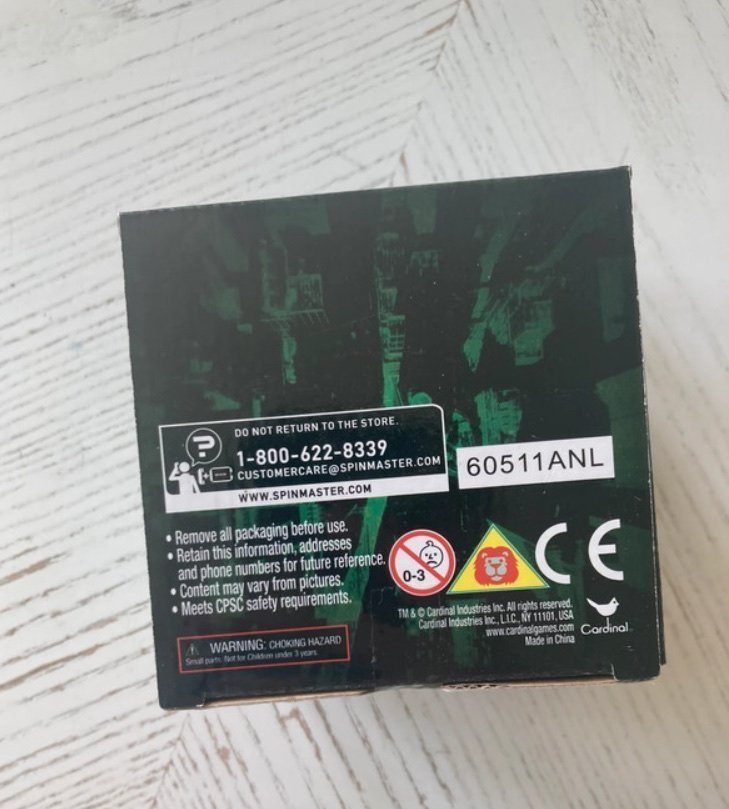 ?
DO NOT RETURN TO THE STORE.
1-800-622-8339
CUSTOMERCARE@SPINMASTER.COM
WWW.SPINMASTER.COM
60511ANL
• Remove all packaging before use.
• Retain this information, addresses
and phone numbers for future reference.
• Content may vary from pictures.
• Meets CPSC safety requirements.
0-3
CE
TM & © Cardinal Industries Inc. All rights reserved.
Cardinal Industries Inc., L.I.C., NY 11101, USA
www.cardinalgames.com
Made in China
Cardinal
WARNING: CHOKING HAZARD
Small parts. Not for Children under 3 years